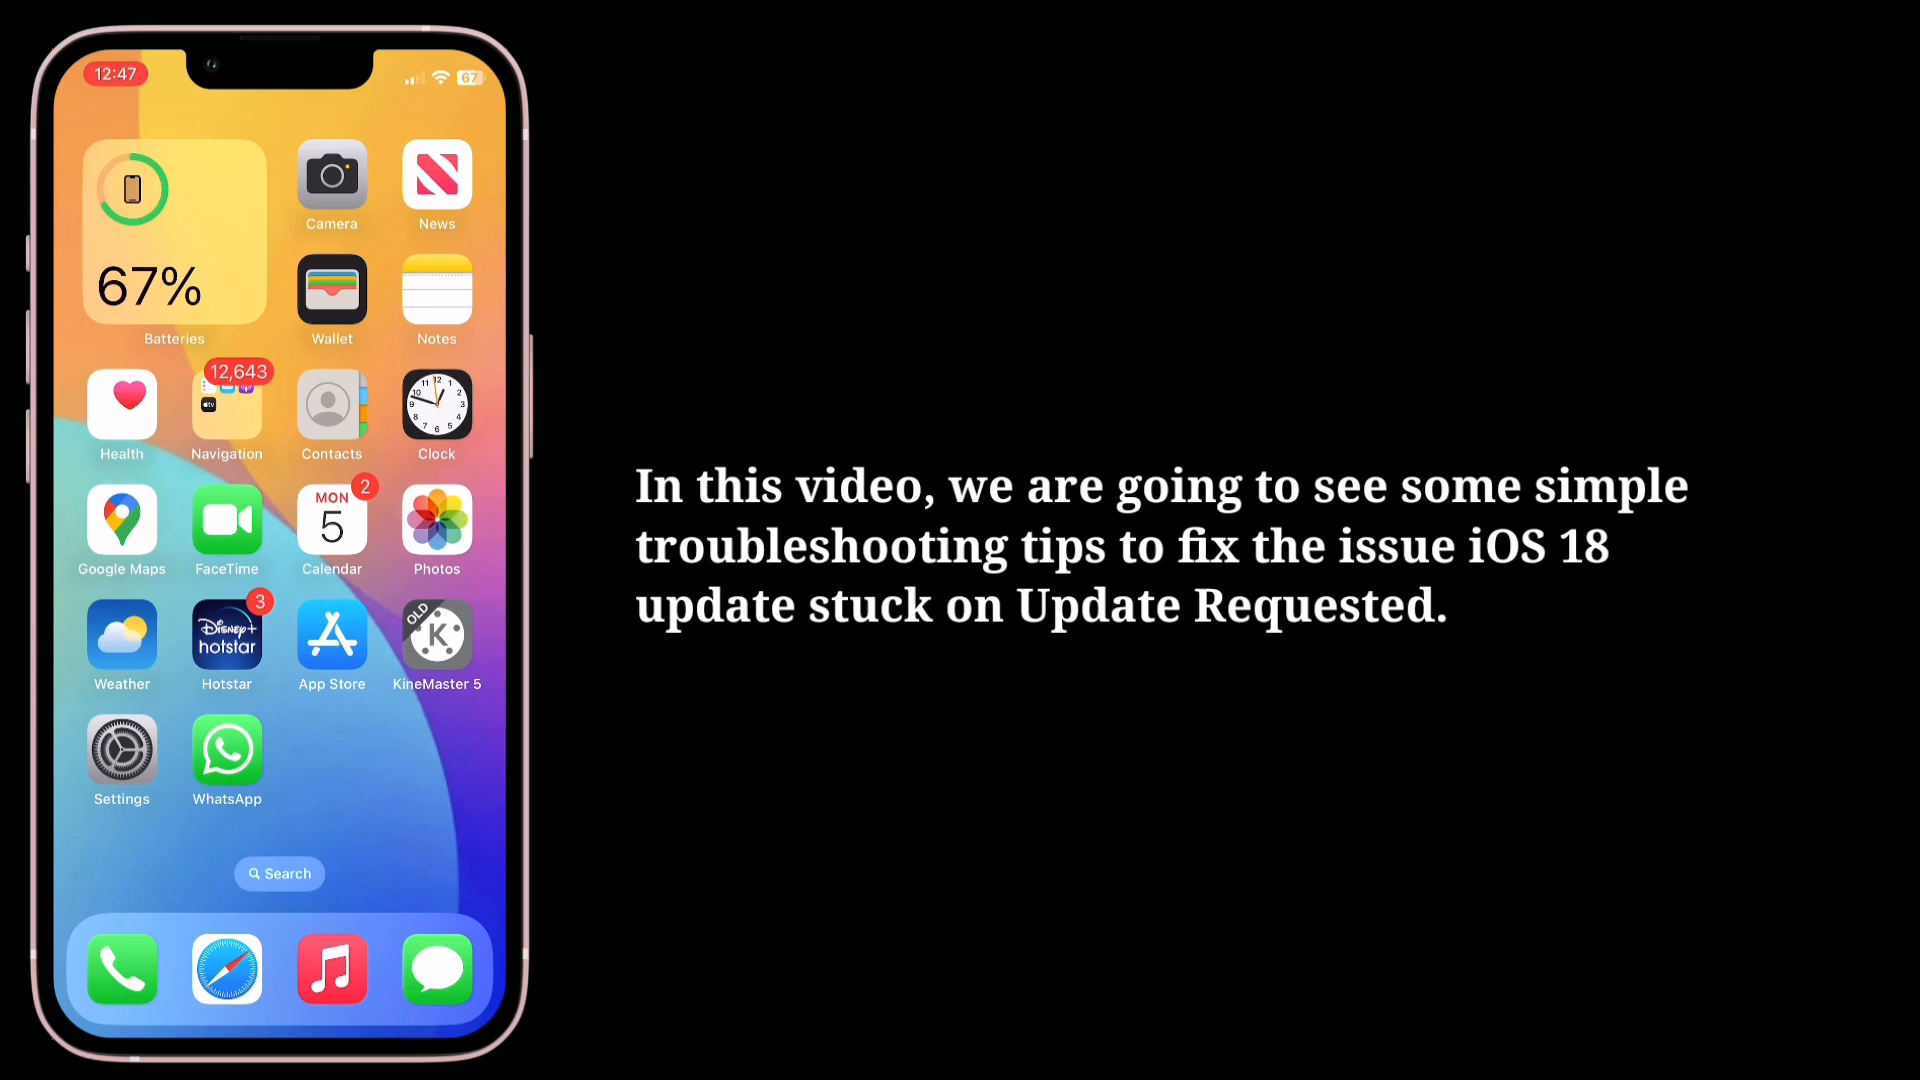 12:47
67
67%
Batteries
Camera
News
Wallet
Notes
12,643
Health
Navigation
Contacts
Clock
MON
5
2
Google Maps
FaceTime
Calendar
Photos
3
Disney+
hotstar
OLD
K
Weather
Hotstar
App Store
KineMaster 5
Settings
WhatsApp
Search
In this video, we are going to see some simple
troubleshooting tips to fix the issue iOS 18
update stuck on Update Requested.